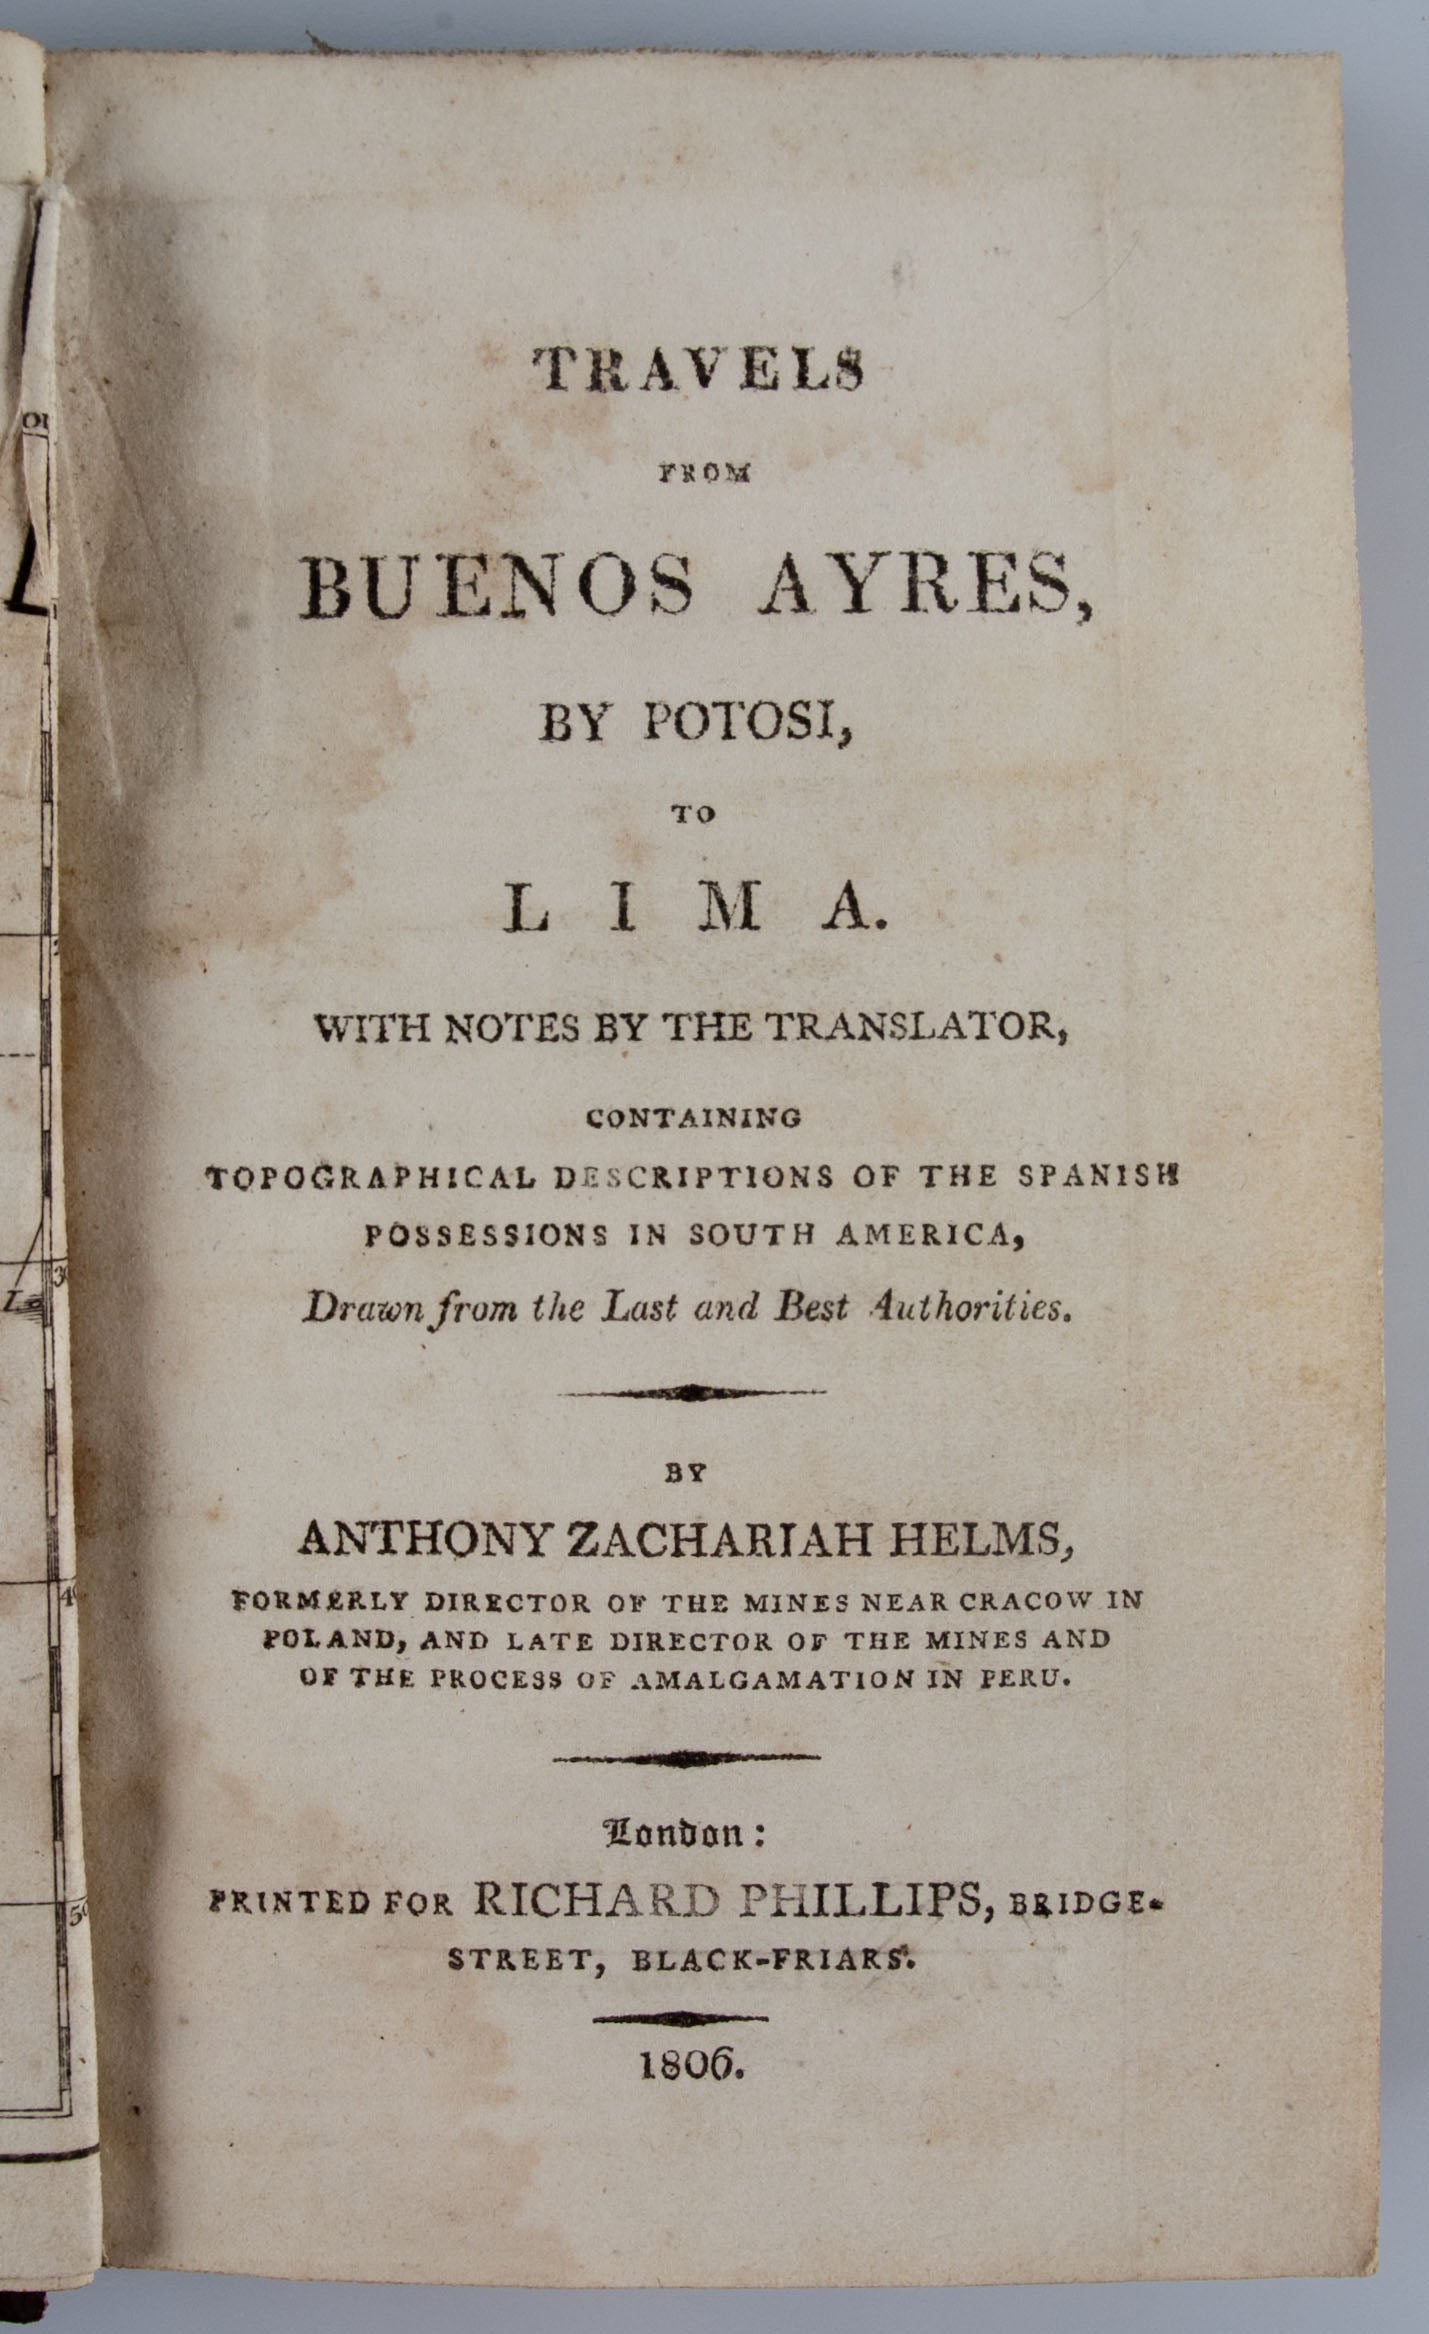 TRAVELS
FROM
BUENOS AYRES,
BY POTOSI,
TO
LIMA.
WITH NOTES BY THE TRANSLATOR,
CONTAINING
TOPOGRAPHICAL DESCRIPTIONS OF THE SPANISH
POSSESSIONS IN SOUTH AMERICA,
Drawn from the Last and Best Authorities.
BY
ANTHONY ZACHARIAH HELMS,
FORMERLY DIRECTOR OF THE MINES NEAR CRACOW IN
POLAND, AND LATE DIRECTOR OF THE MINES AND
OF THE PROCESS OF AMALGAMATION IN PERU.
London:
PRINTED FOR RICHARD PHILLIPS, BRIDGE-
STREET, BLACK-FRIARS.
1806.